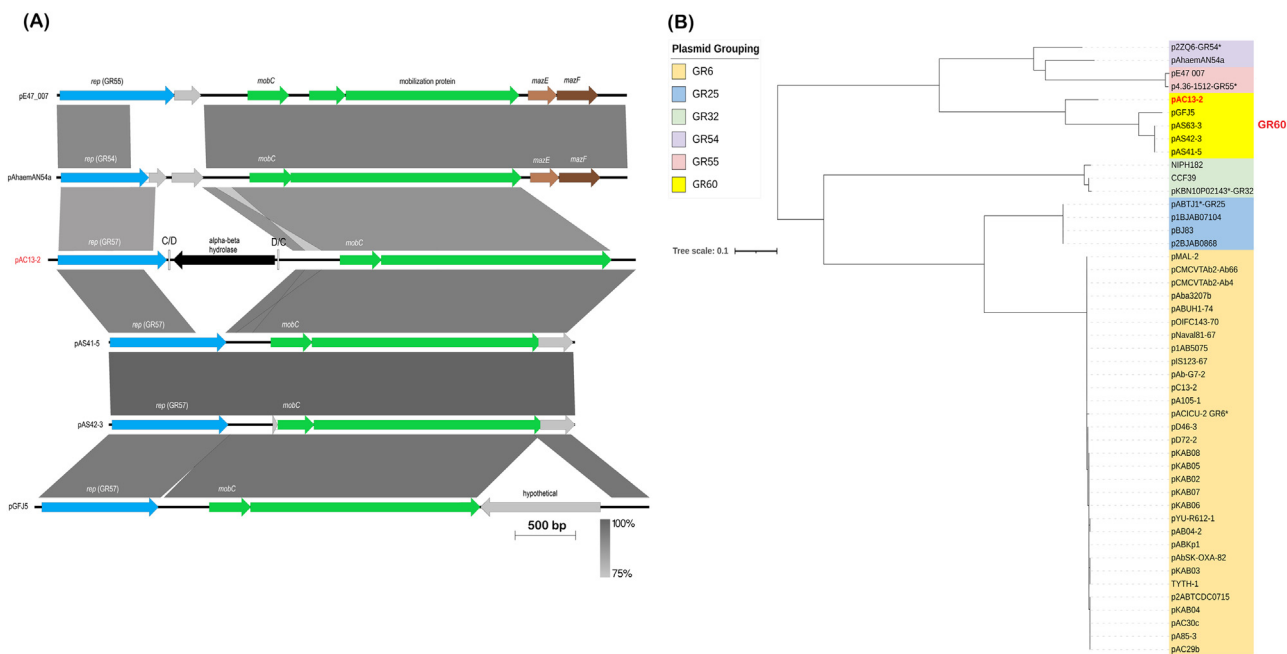 (A)
rep (GR55)
mobC
mobilization protein
mazE
mazF
pE47_007
rep (GR54)
mobC
mazE
mazF
pAhaemAN54a
rep (GR57)
C/D
alpha-beta
hydrolase
D/C
mobC
pAC13-2
rep (GR57)
mobC
pAS41-5
rep (GR57)
mobC
pAS42-3
rep (GR57)
mobC
hypothetical
pGFJ5
500 bp
100%
75%
(B)
Plasmid Grouping
GR6
GR25
GR32
GR54
GR55
GR60
Tree scale: 0.1
p2ZQ6-GR54*
pAhaemAN54a
pE47 007
p4.36-1512-GR55*
pAC13-2
pGFJ5
pAS63-3
pAS42-3
pAS41-5
GR60
NIPH182
CCF39
pKBN10P02143*-GR32
pABTJ1*-GR25
p1BJAB07104
pBJ83
p2BJAB0868
pMAL-2
pCMCVTAb2-Ab66
pCMCVTAb2-Ab4
pAba3207b
pABUH1-74
pOIFC143-70
pNaval81-67
p1AB5075
pIS123-67
pAb-G7-2
pC13-2
pA105-1
pACICU-2 GR6*
pD46-3
pD72-2
pKAB08
pKAB05
pKAB02
pKAB07
pKAB06
pYU-R612-1
pAB04-2
pABKp1
pAbSK-OXA-82
pKAB03
TYTH-1
p2ABTCDC0715
pKAB04
pAC30c
pA85-3
pAC29b